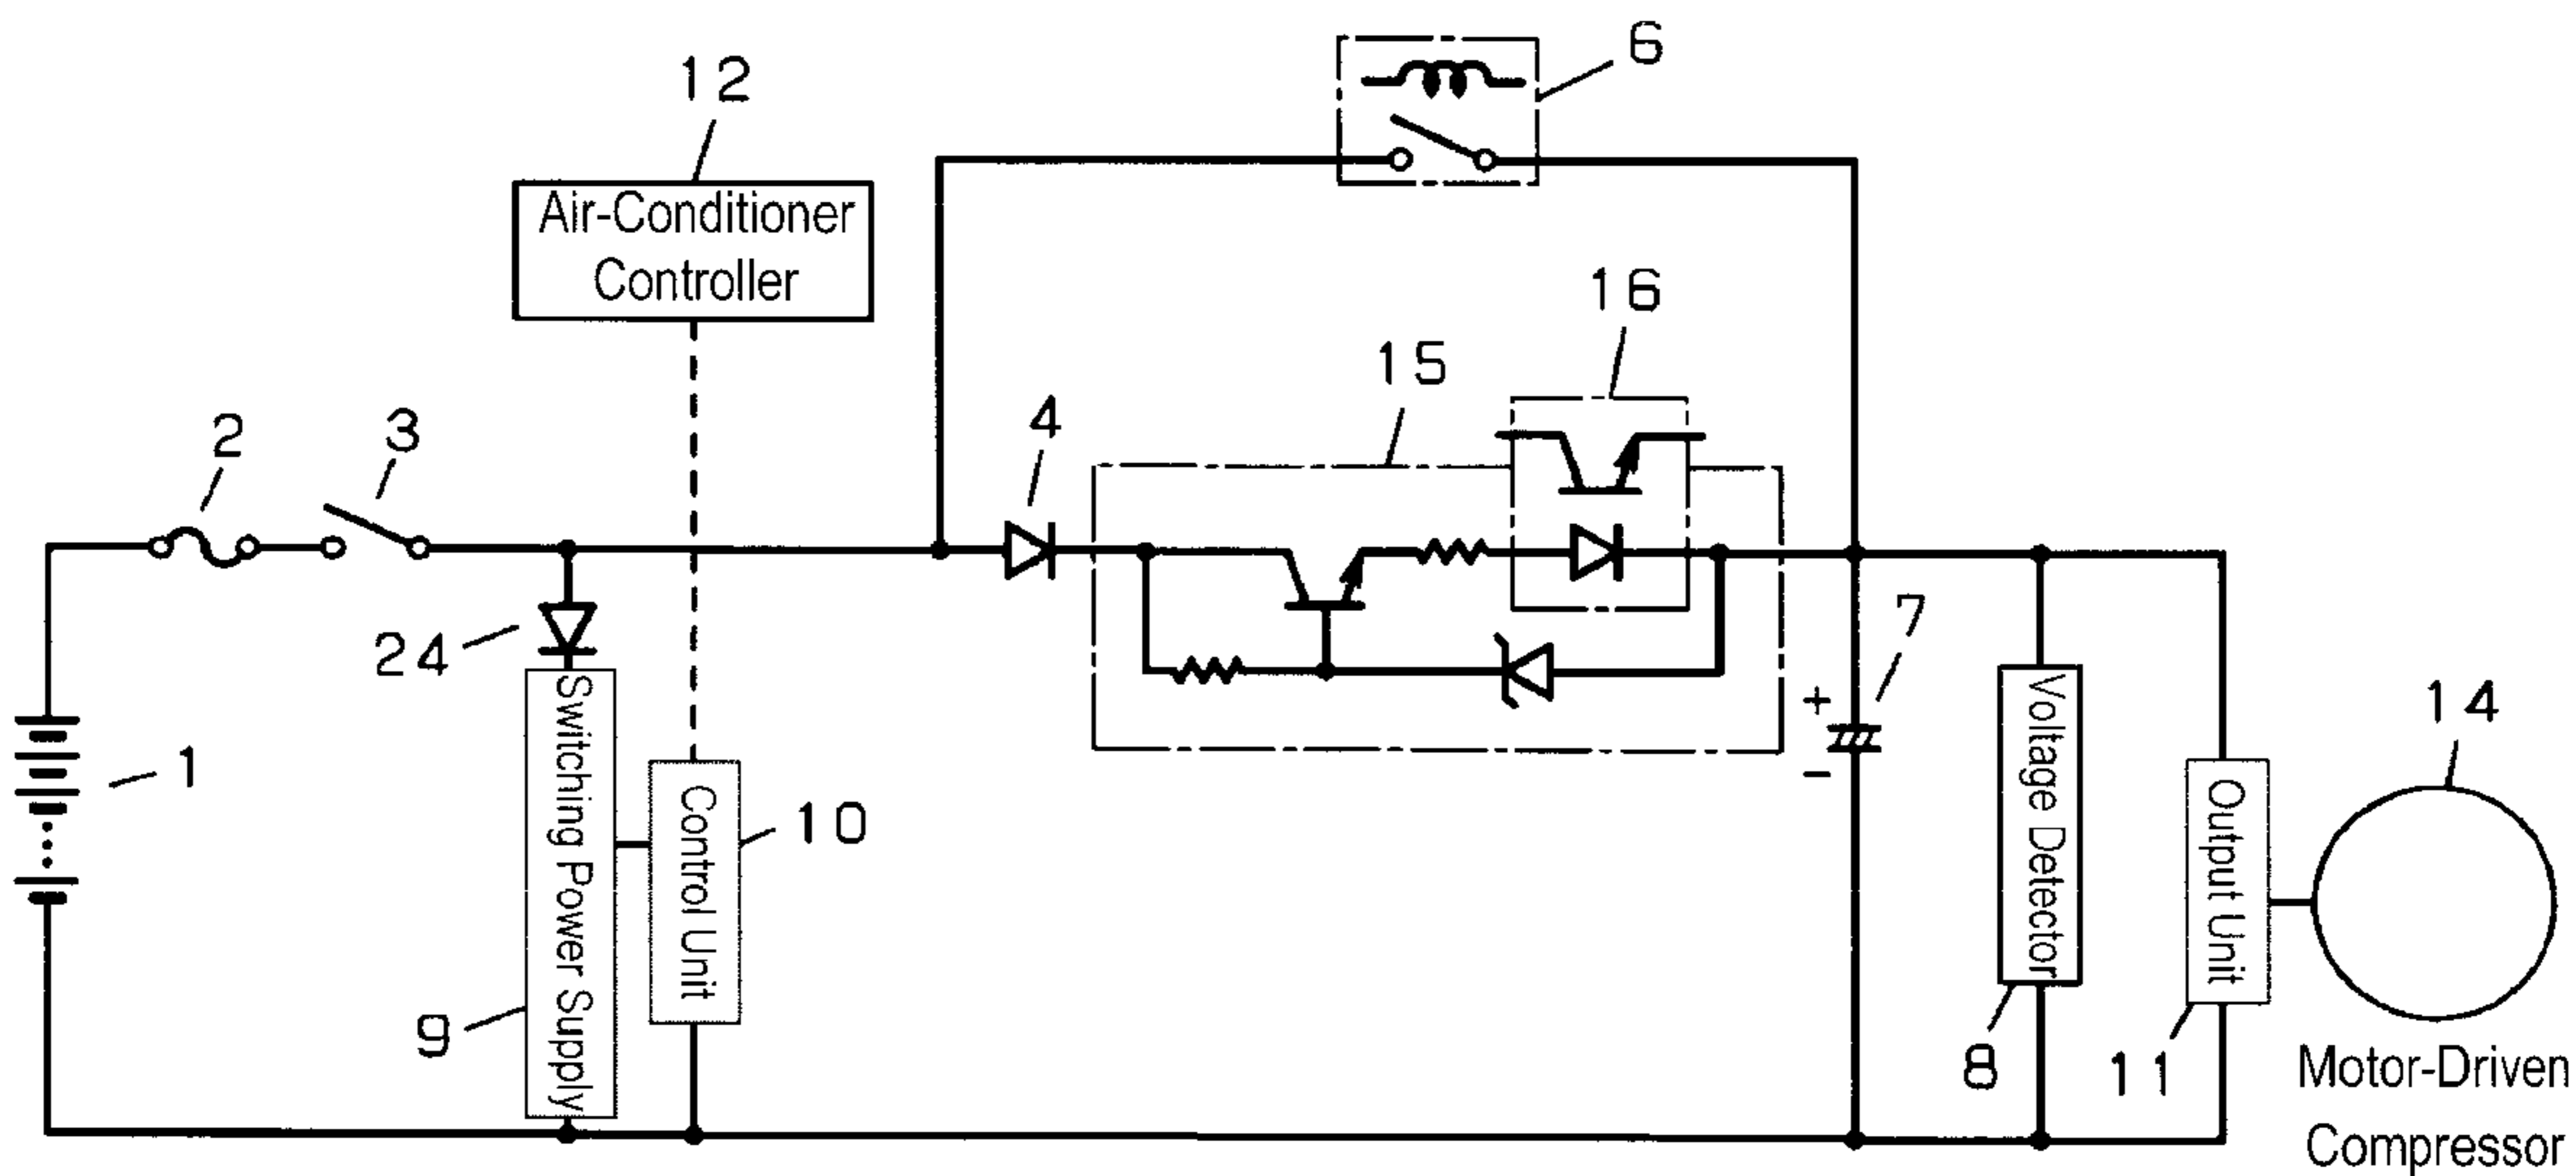 6
12
Air-Conditioner
Controller
16
15
4
2
3
7
24
+
-
1
Switching Power Supply
Control Unit
10
Voltage Detector
Output Unit
14
9
8
11
Motor-Driven
Compressor